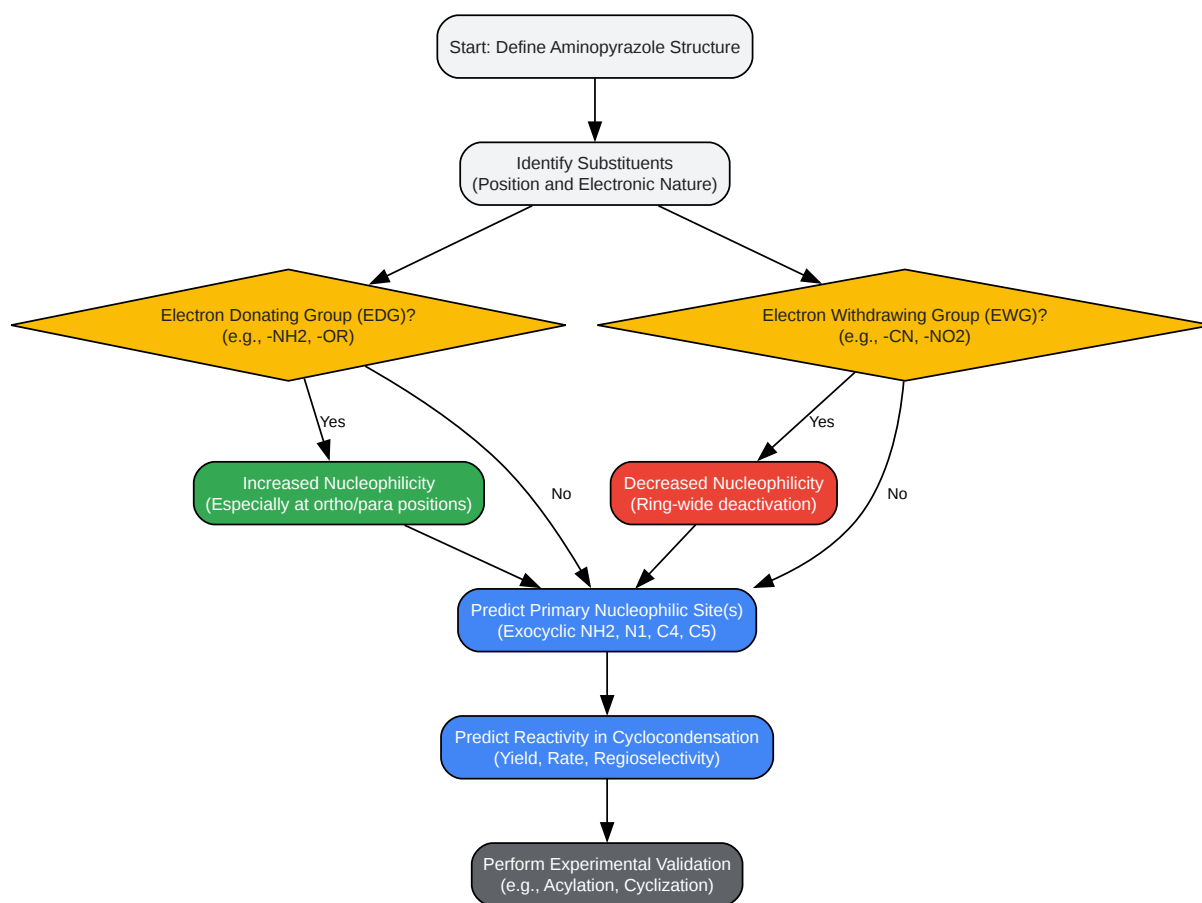 Start: Define Aminopyrazole Structure
Identify Substituents
(Position and Electronic Nature)
Electron Donating Group (EDG)?
(e.g., -NH2, -OR)
Electron Withdrawing Group (EWG)?
(e.g., -CN, -NO2)
Yes
Yes
Increased Nucleophilicity
(Especially at ortho/para positions)
No
Decreased Nucleophilicity
(Ring-wide deactivation)
No
Predict Primary Nucleophilic Site(s)
(Exocyclic NH2, N1, C4, C5)
Predict Reactivity in Cyclocondensation
(Yield, Rate, Regioselectivity)
Perform Experimental Validation
(e.g., Acylation, Cyclization)